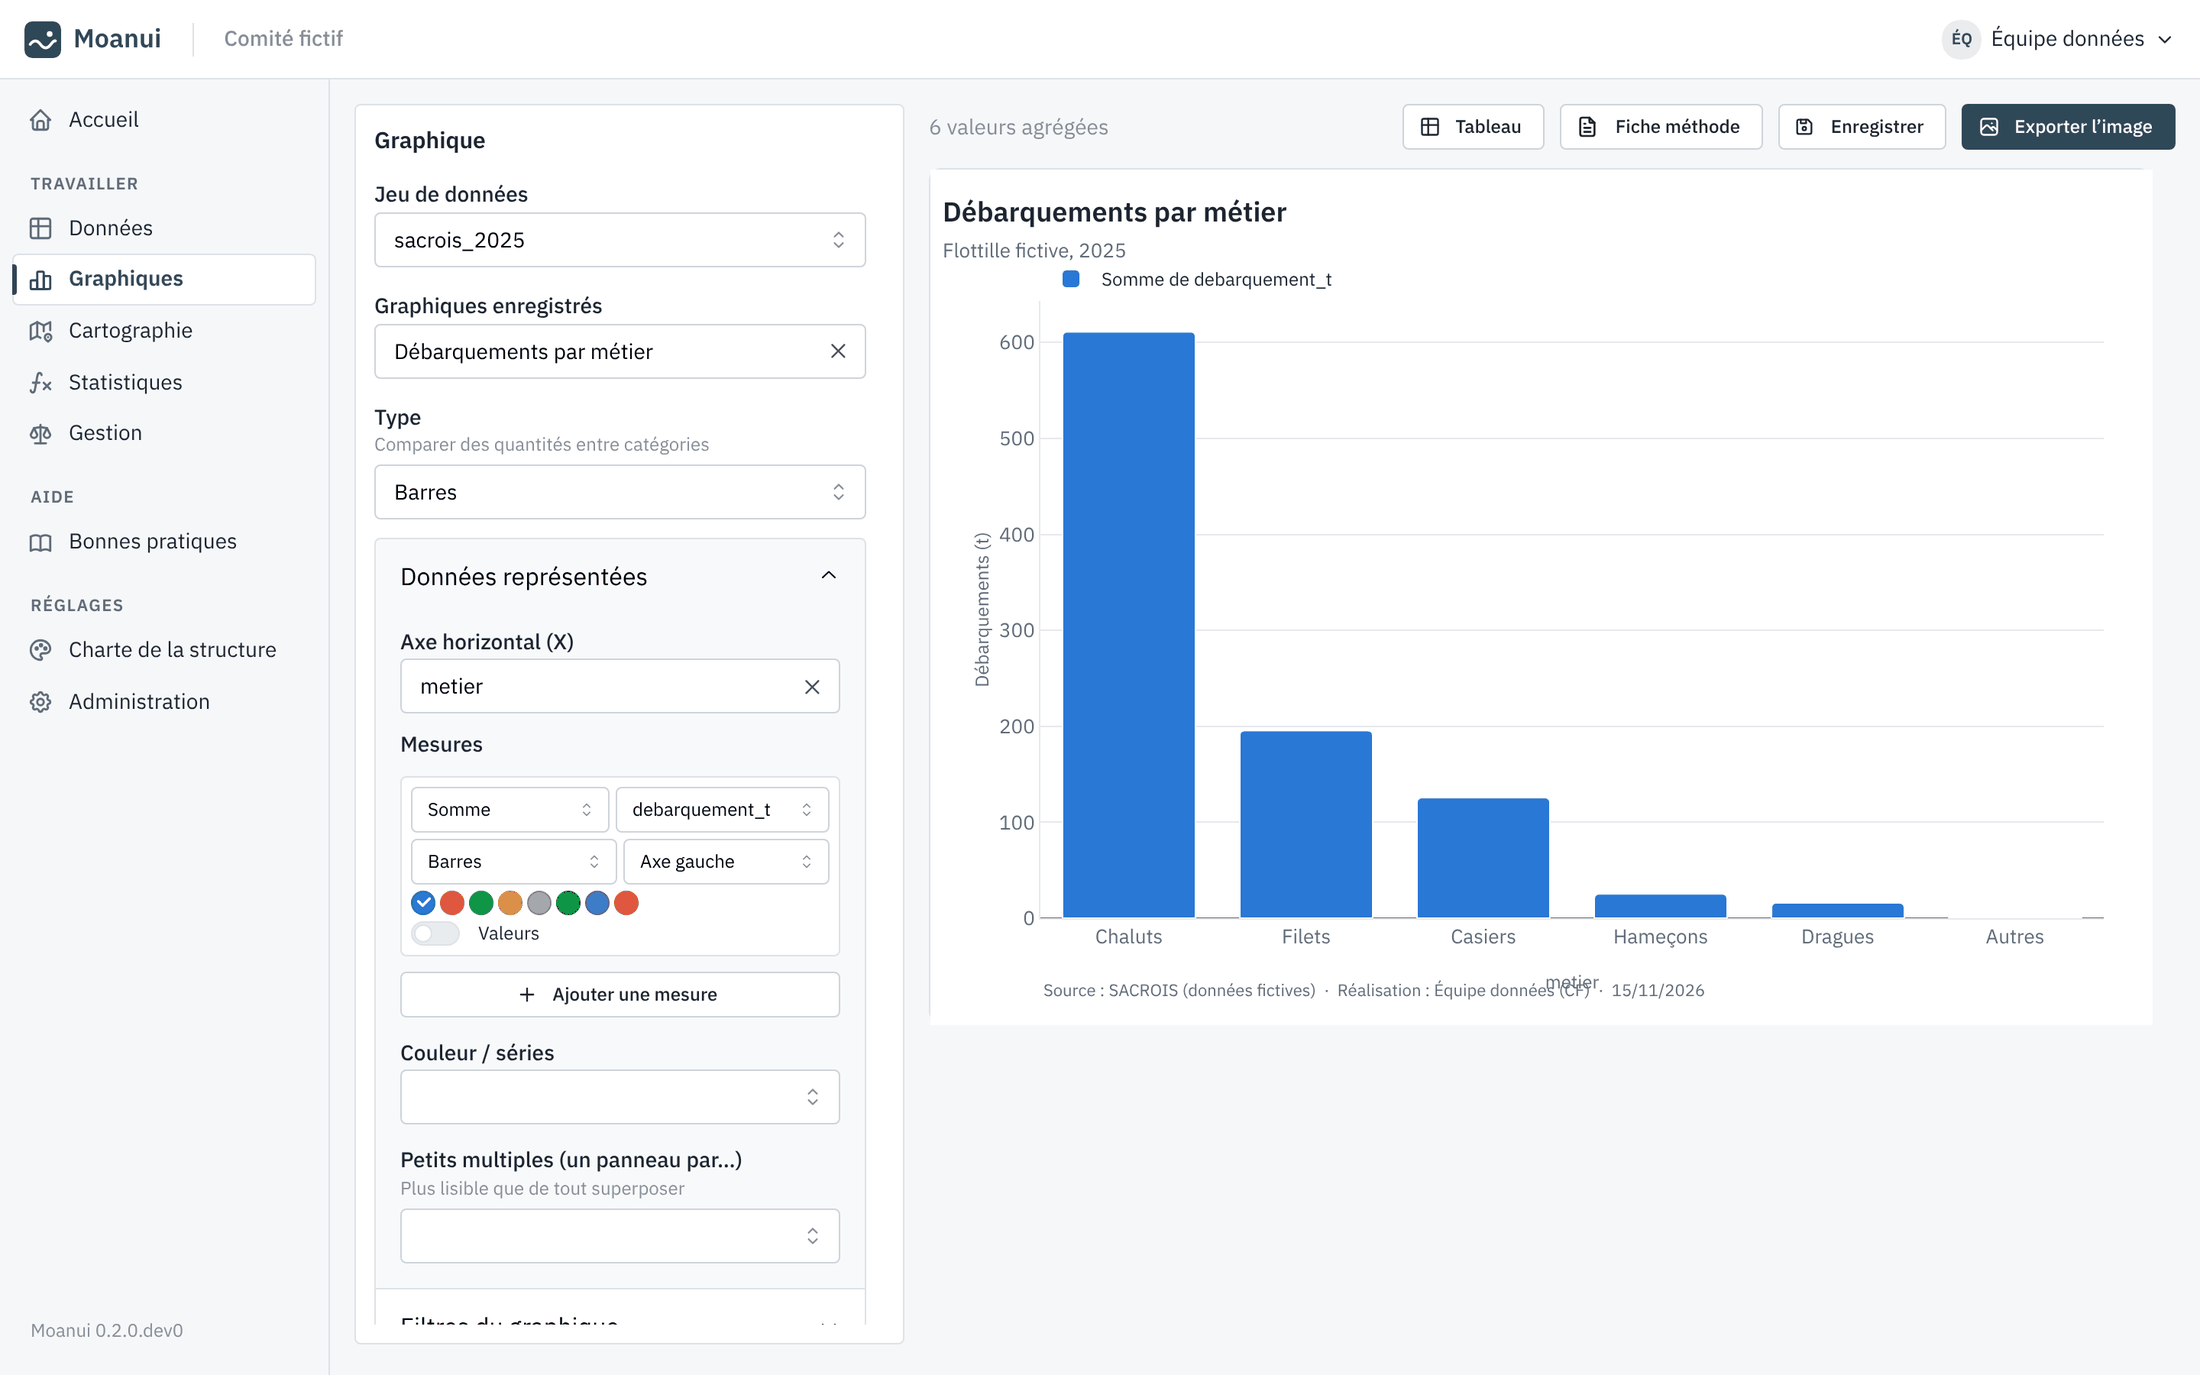 Moanui
Comité fictif
ÉQ Équipe données
Accueil
TRAVAILLER
Données
Graphiques
Cartographie
Statistiques
Gestion
AIDE
Bonnes pratiques
RÉGLAGES
Charte de la structure
Administration
Moanui 0.2.0.dev0
Graphique
Jeu de données
sacrois_2025
Graphiques enregistrés
Débarquements par métier
Type
Comparer des quantités entre catégories
Barres
Données représentées
Axe horizontal (X)
metier
Mesures
Somme debarquement_t
Barres Axe gauche
Valeurs
Ajouter une mesure
Couleur / séries
Petits multiples (un panneau par...)
Plus lisible que de tout superposer
Filtres du graphique
6 valeurs agrégées
Tableau
Fiche méthode
Enregistrer
Exporter l’image
Débarquements par métier
Flottille fictive, 2025
Somme de debarquement_t
Débarquements (t)
600
500
400
300
200
100
0
Chaluts Filets Casiers Hameçons Dragues Autres
metier
Source : SACROIS (données fictives) · Réalisation : Équipe données (CF) · 15/11/2026